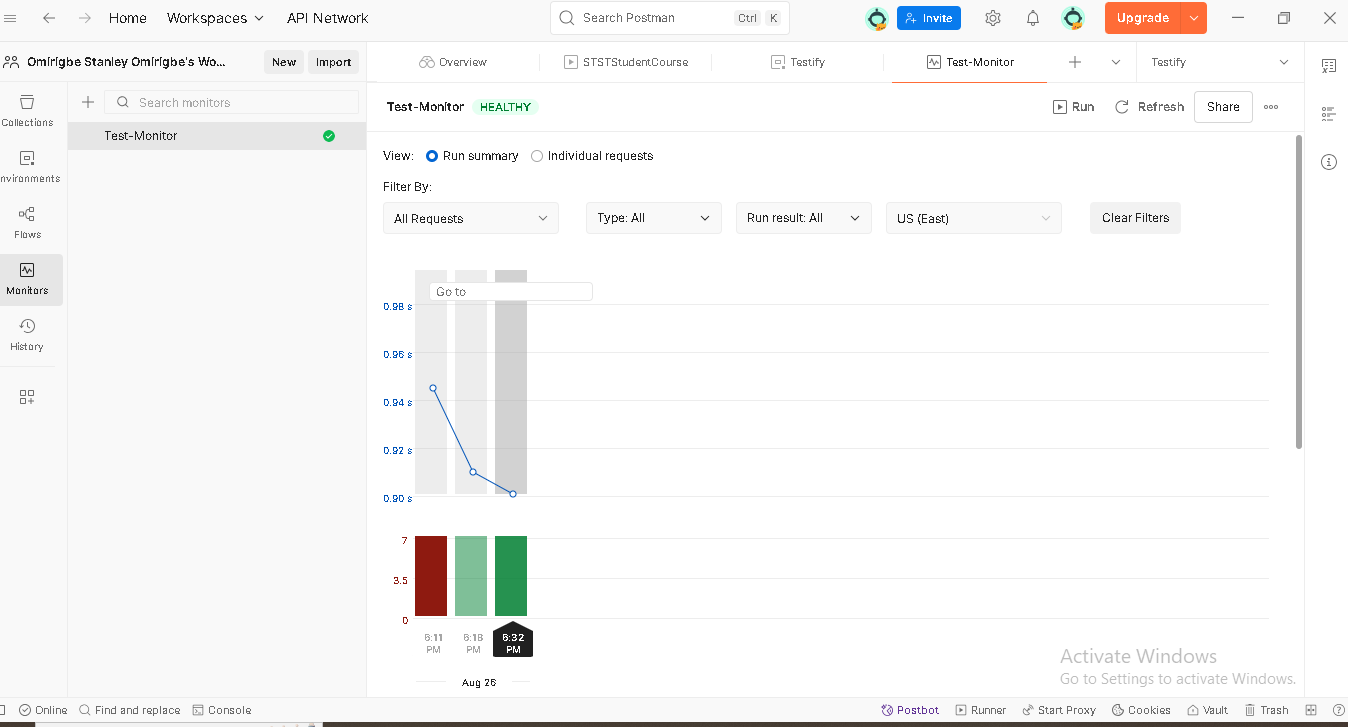 Home Workspaces API Network Search Postman Ctrl K Invite Upgrade
Omirigbe Stanley Omirigbe's Wo... New Import Overview STSTStudentCourse Testify Test-Monitor Testify
Search monitors
Collections
Test-Monitor
nvironments
Flows
Monitors
History
Test-Monitor HEALTHY Run Refresh Share
View: Run summary Individual requests
Filter By:
All Requests Type: All Run result: All US (East) Clear Filters
Go to
0.98 s
0.96 s
0.94 s
0.92 s
0.90 s
7
3.5
0
6:11 PM 6:18 PM 6:32 PM
Aug 26
Activate Windows
Go to Settings to activate Windows.
Online Find and replace Console Postbot Runner Start Proxy Cookies Vault Trash